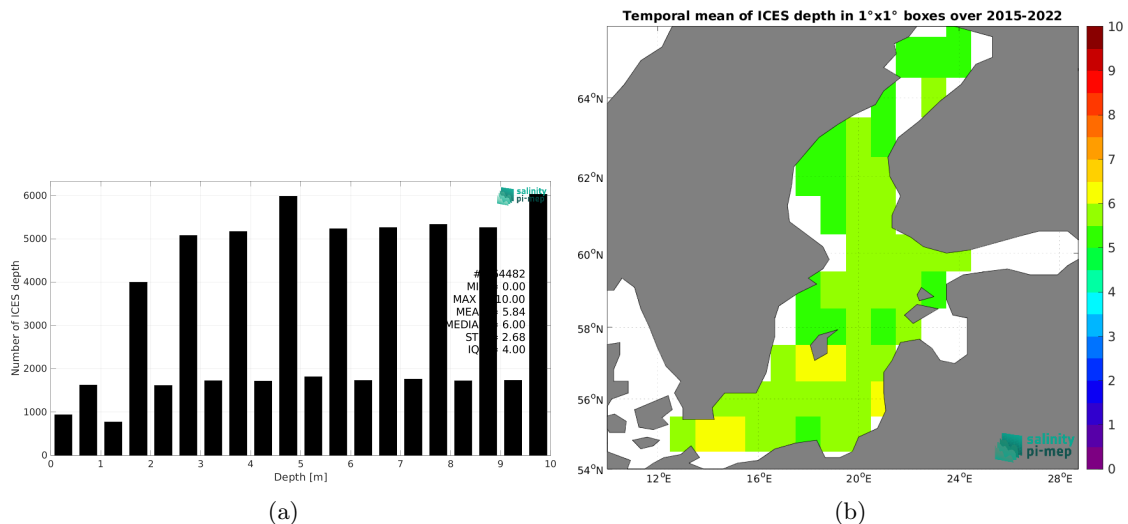 6000
5000
4000
3000
2000
1000
0
Number of ICES depth
0 1 2 3 4 5 6 7 8 9 10
Depth [m]
salinity
pi-mep
MAX
10.00
= 5.84
= 6.00
= 2.68
= 4.00
(a)
Temporal mean of ICES depth in 1°x1° boxes over 2015-2022
64°N
62°N
60°N
58°N
56°N
54°N
12°E 16°E 20°E 24°E 28°E
salinity
pi-mep
10
9
8
7
6
5
4
3
2
1
0
(b)